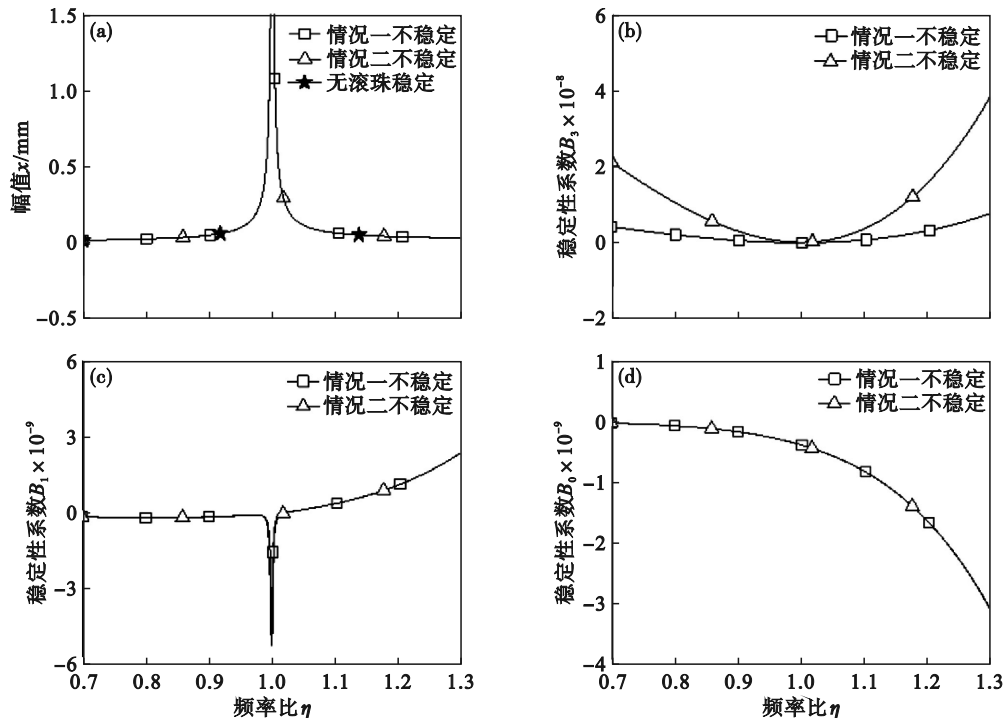 (a)
情况一不稳定
情况二不稳定
无滚珠稳定
1.5
1.0
0.5
0
−0.5
幅值x/mm
(b)
情况一不稳定
情况二不稳定
6
4
2
0
−2
稳定性系数B₃×10⁻⁸
(c)
情况一不稳定
情况二不稳定
6
3
0
−3
−6
稳定性系数B₁×10⁻⁹
0.7 0.8 0.9 1.0 1.1 1.2 1.3
频率比η
(d)
情况一不稳定
情况二不稳定
1
0
−1
−2
−3
−4
稳定性系数B₀×10⁻⁹
0.7 0.8 0.9 1.0 1.1 1.2 1.3
频率比η